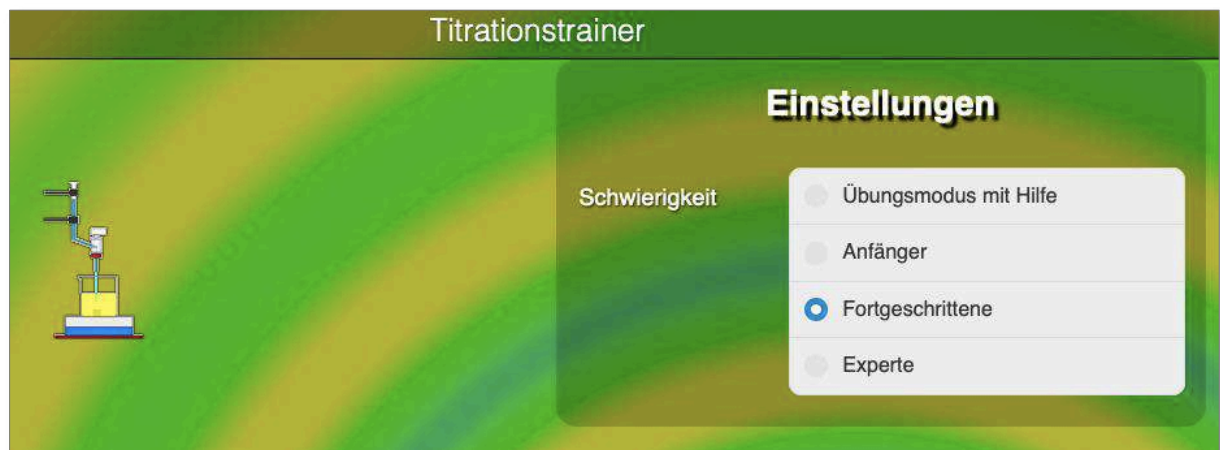 Titrationstrainer
Einstellungen
Schwierigkeit
Übungsmodus mit Hilfe
Anfänger
Fortgeschrittene
Experte